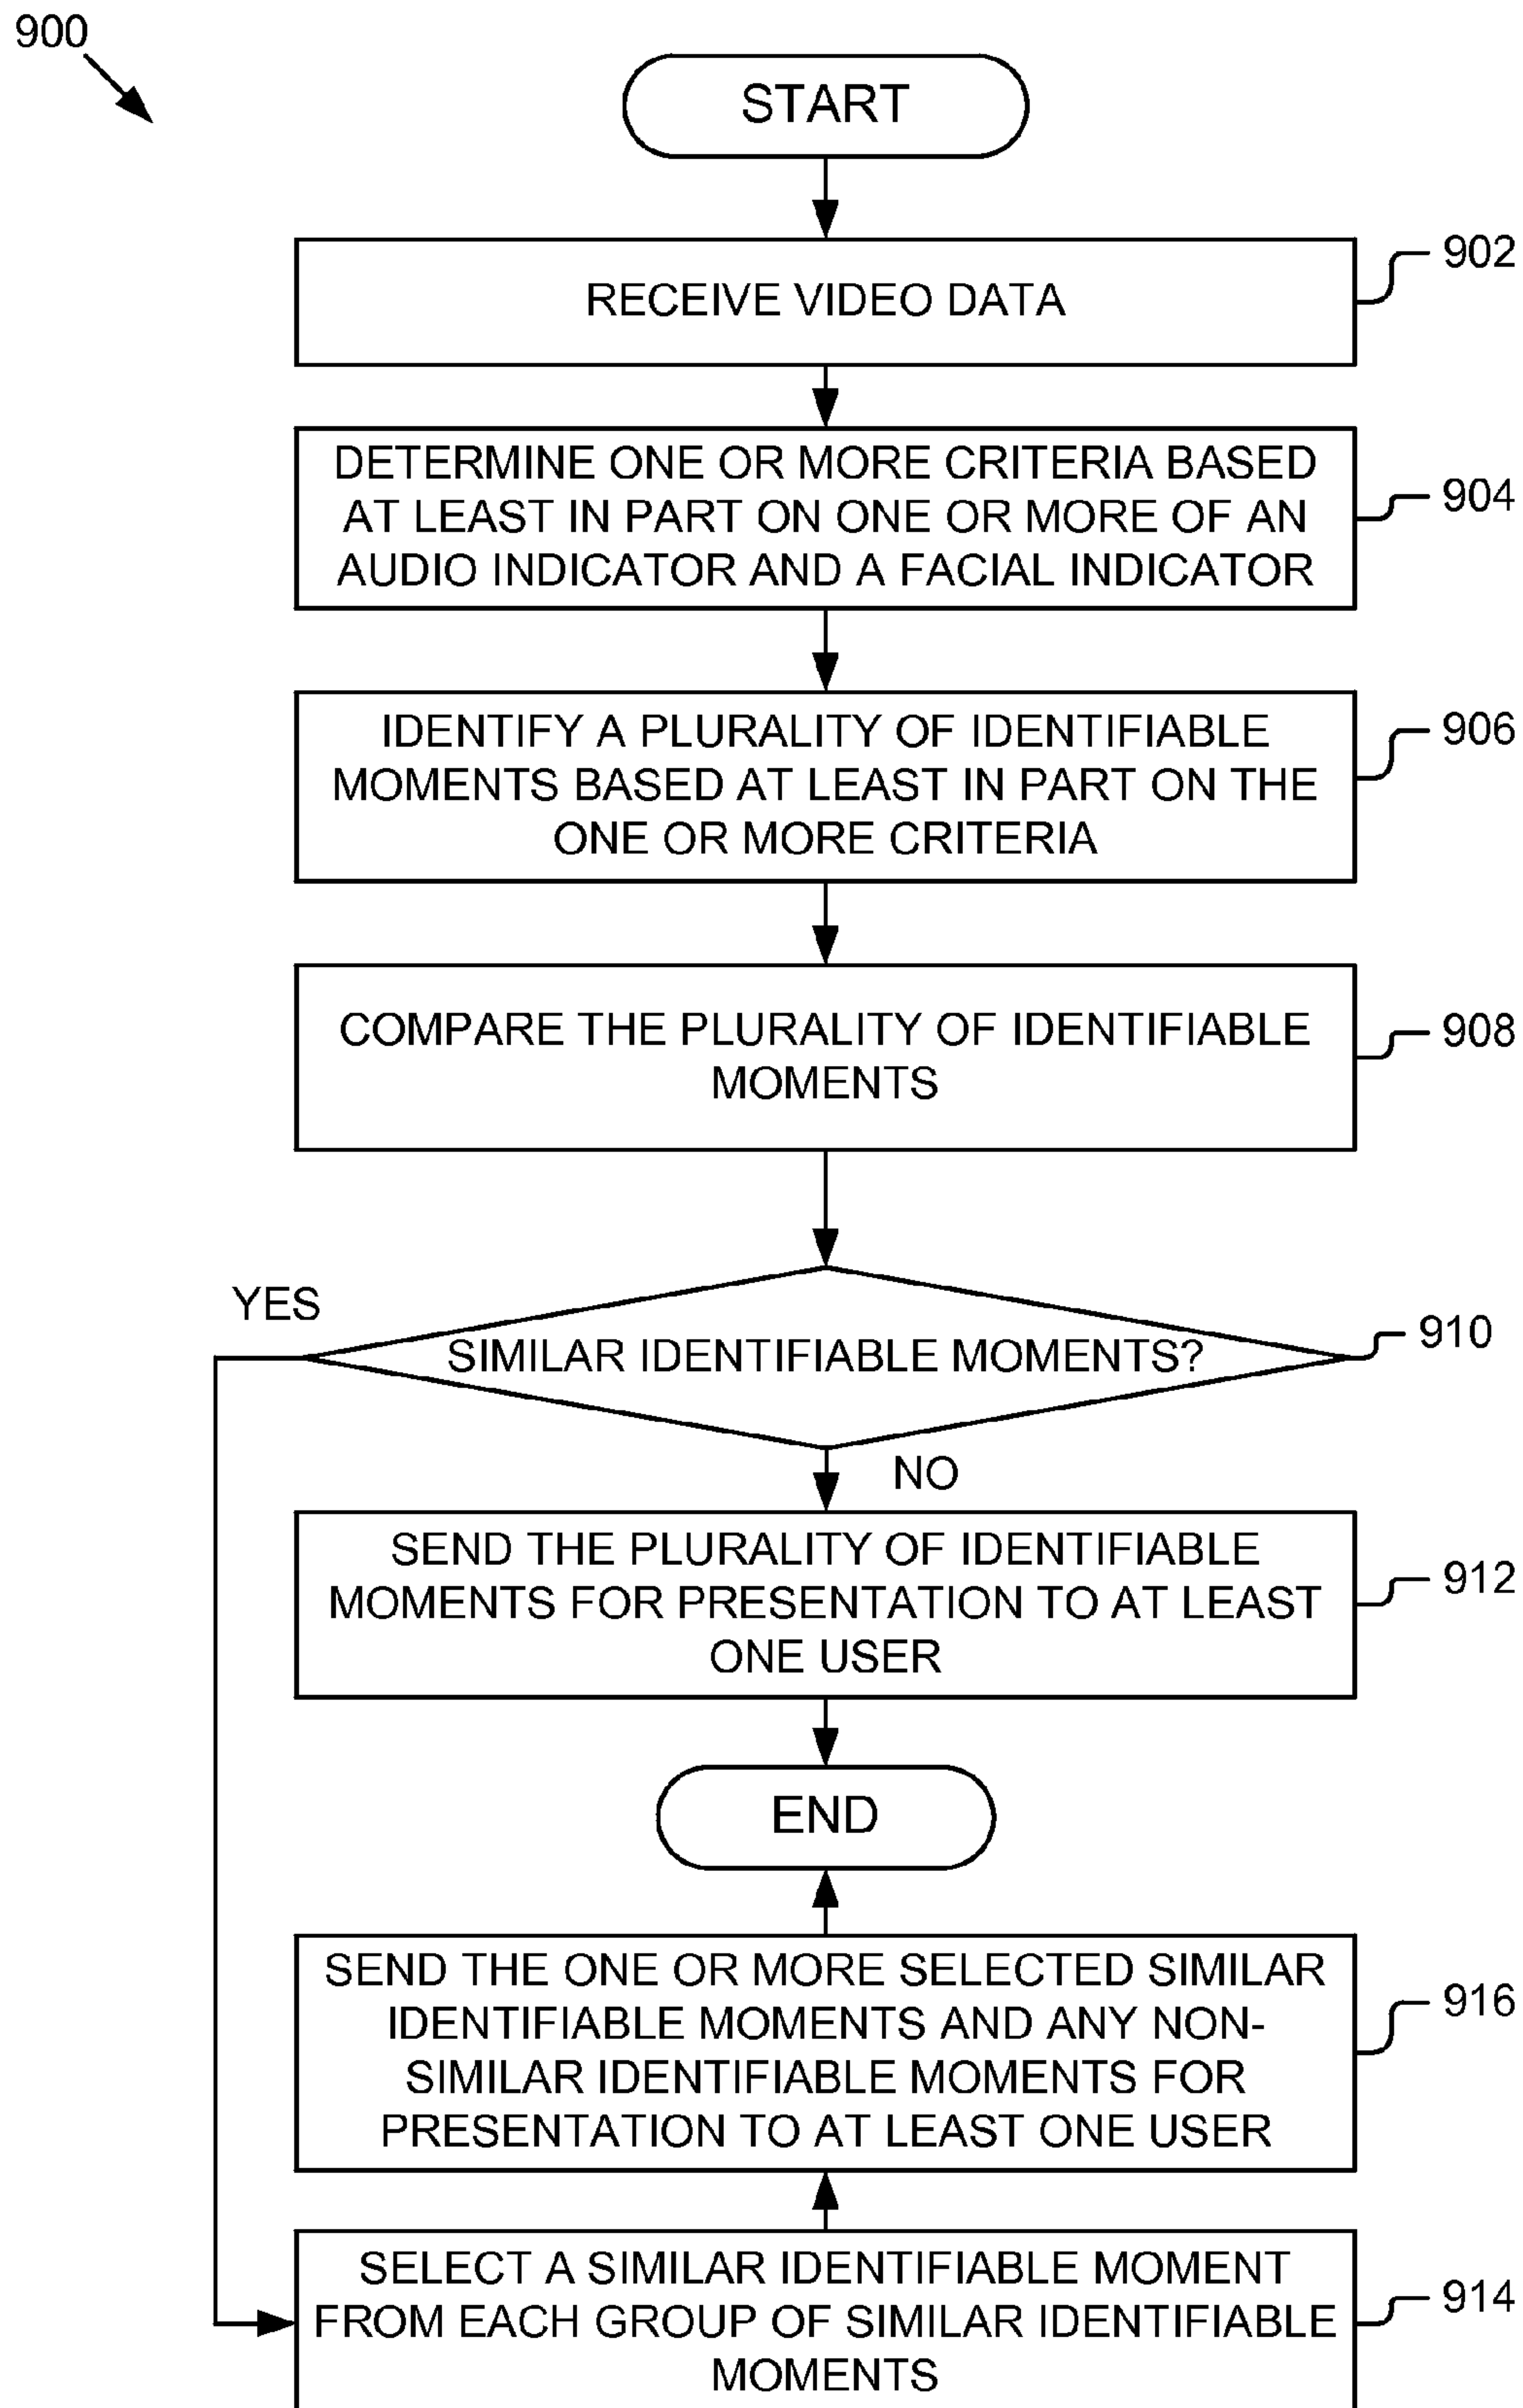 900
START
RECEIVE VIDEO DATA
902
DETERMINE ONE OR MORE CRITERIA BASED
AT LEAST IN PART ON ONE OR MORE OF AN
AUDIO INDICATOR AND A FACIAL INDICATOR
904
IDENTIFY A PLURALITY OF IDENTIFIABLE
MOMENTS BASED AT LEAST IN PART ON THE
ONE OR MORE CRITERIA
906
COMPARE THE PLURALITY OF IDENTIFIABLE
MOMENTS
908
YES
SIMILAR IDENTIFIABLE MOMENTS?
910
NO
SEND THE PLURALITY OF IDENTIFIABLE
MOMENTS FOR PRESENTATION TO AT LEAST
ONE USER
912
END
SEND THE ONE OR MORE SELECTED SIMILAR
IDENTIFIABLE MOMENTS AND ANY NON-
SIMILAR IDENTIFIABLE MOMENTS FOR
PRESENTATION TO AT LEAST ONE USER
916
SELECT A SIMILAR IDENTIFIABLE MOMENT
FROM EACH GROUP OF SIMILAR IDENTIFIABLE
MOMENTS
914